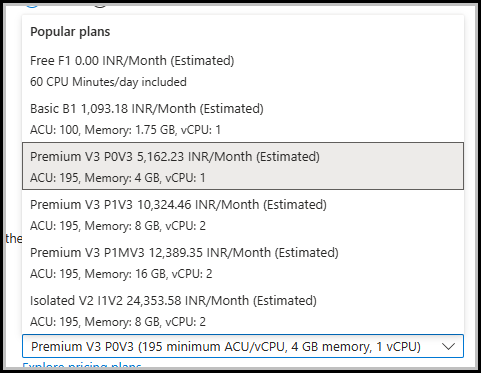 Popular plans
Free F1 0.00 INR/Month (Estimated)
60 CPU Minutes/day included
Basic B1 1,093.18 INR/Month (Estimated)
ACU: 100, Memory: 1.75 GB, vCPU: 1
Premium V3 P0V3 5,162.23 INR/Month (Estimated)
ACU: 195, Memory: 4 GB, vCPU: 1
Premium V3 P1V3 10,324.46 INR/Month (Estimated)
ACU: 195, Memory: 8 GB, vCPU: 2
the
Premium V3 P1MV3 12,389.35 INR/Month (Estimated)
ACU: 195, Memory: 16 GB, vCPU: 2
Isolated V2 I1V2 24,353.58 INR/Month (Estimated)
ACU: 195, Memory: 8 GB, vCPU: 2
Premium V3 P0V3 (195 minimum ACU/vCPU, 4 GB memory, 1 vCPU)
Explore pricing plans